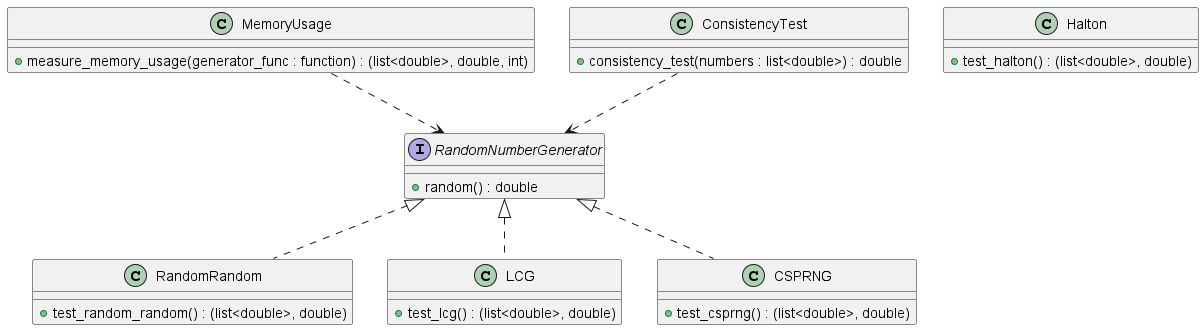 C MemoryUsage
measure_memory_usage(generator_func : function) : (list<double>, double, int)
C ConsistencyTest
consistency_test(numbers : list<double>) : double
C Halton
test_halton() : (list<double>, double)
I RandomNumberGenerator
random() : double
C RandomRandom
test_random_random() : (list<double>, double)
C LCG
test_lcg() : (list<double>, double)
C CSPRNG
test_csprng() : (list<double>, double)